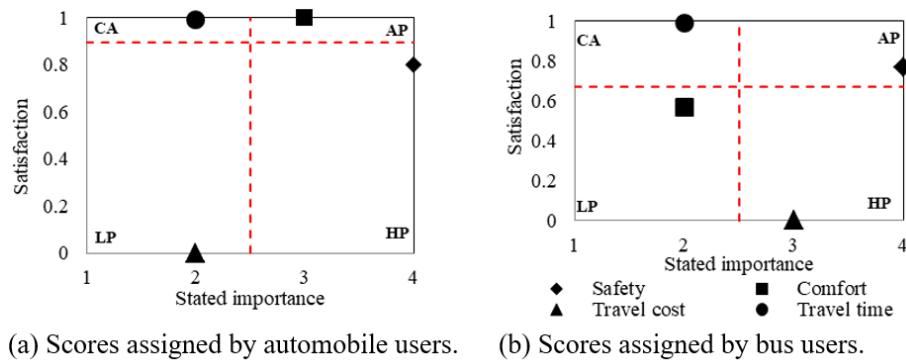 1
CA
AP
0.8
0.6
0.4
0.2
LP
HP
0
1
2
3
4
Satisfaction
Stated importance
1
CA
AP
0.8
0.6
0.4
0.2
LP
HP
0
1
2
3
4
Satisfaction
Stated importance
Safety
Comfort
Travel cost
Travel time
(a) Scores assigned by automobile users.
(b) Scores assigned by bus users.